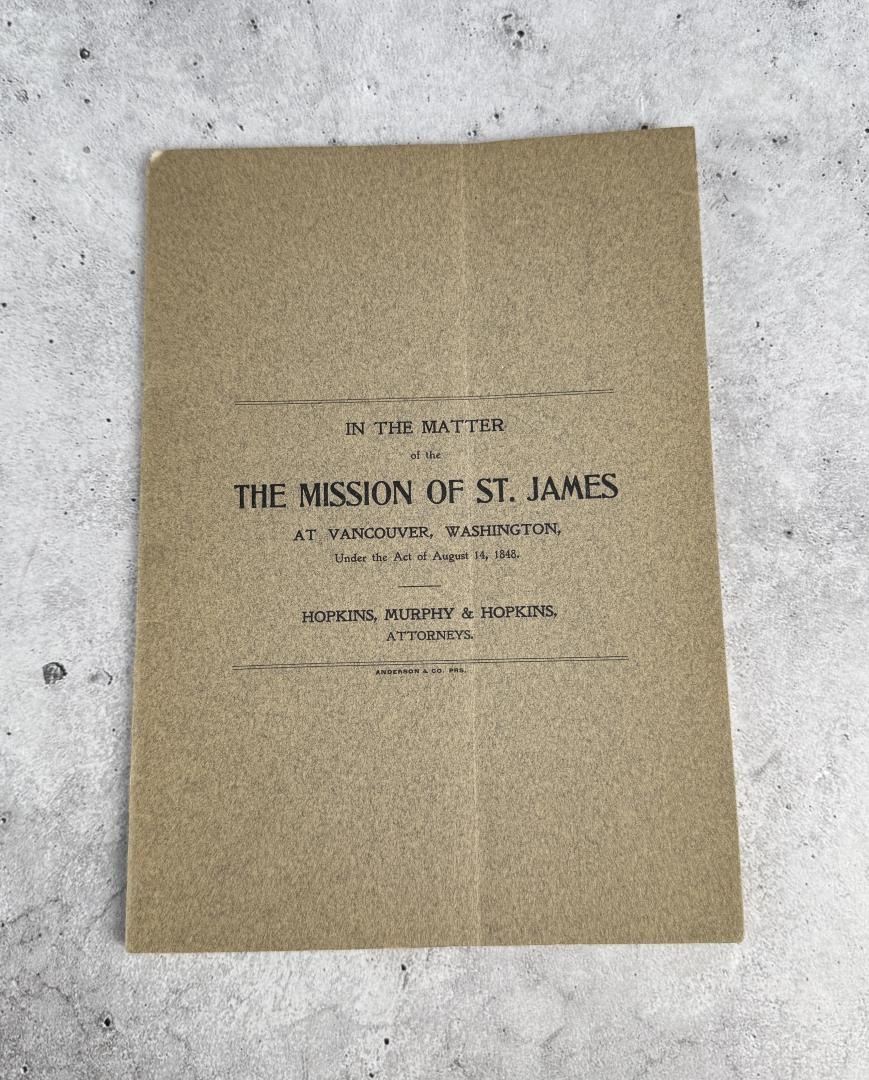 IN THE MATTER
of the
THE MISSION OF ST. JAMES
AT VANCOUVER, WASHINGTON,
Under the Act of August 14, 1848.
HOPKINS, MURPHY & HOPKINS,
ATTORNEYS.
ANDERSON & CO. PRS.